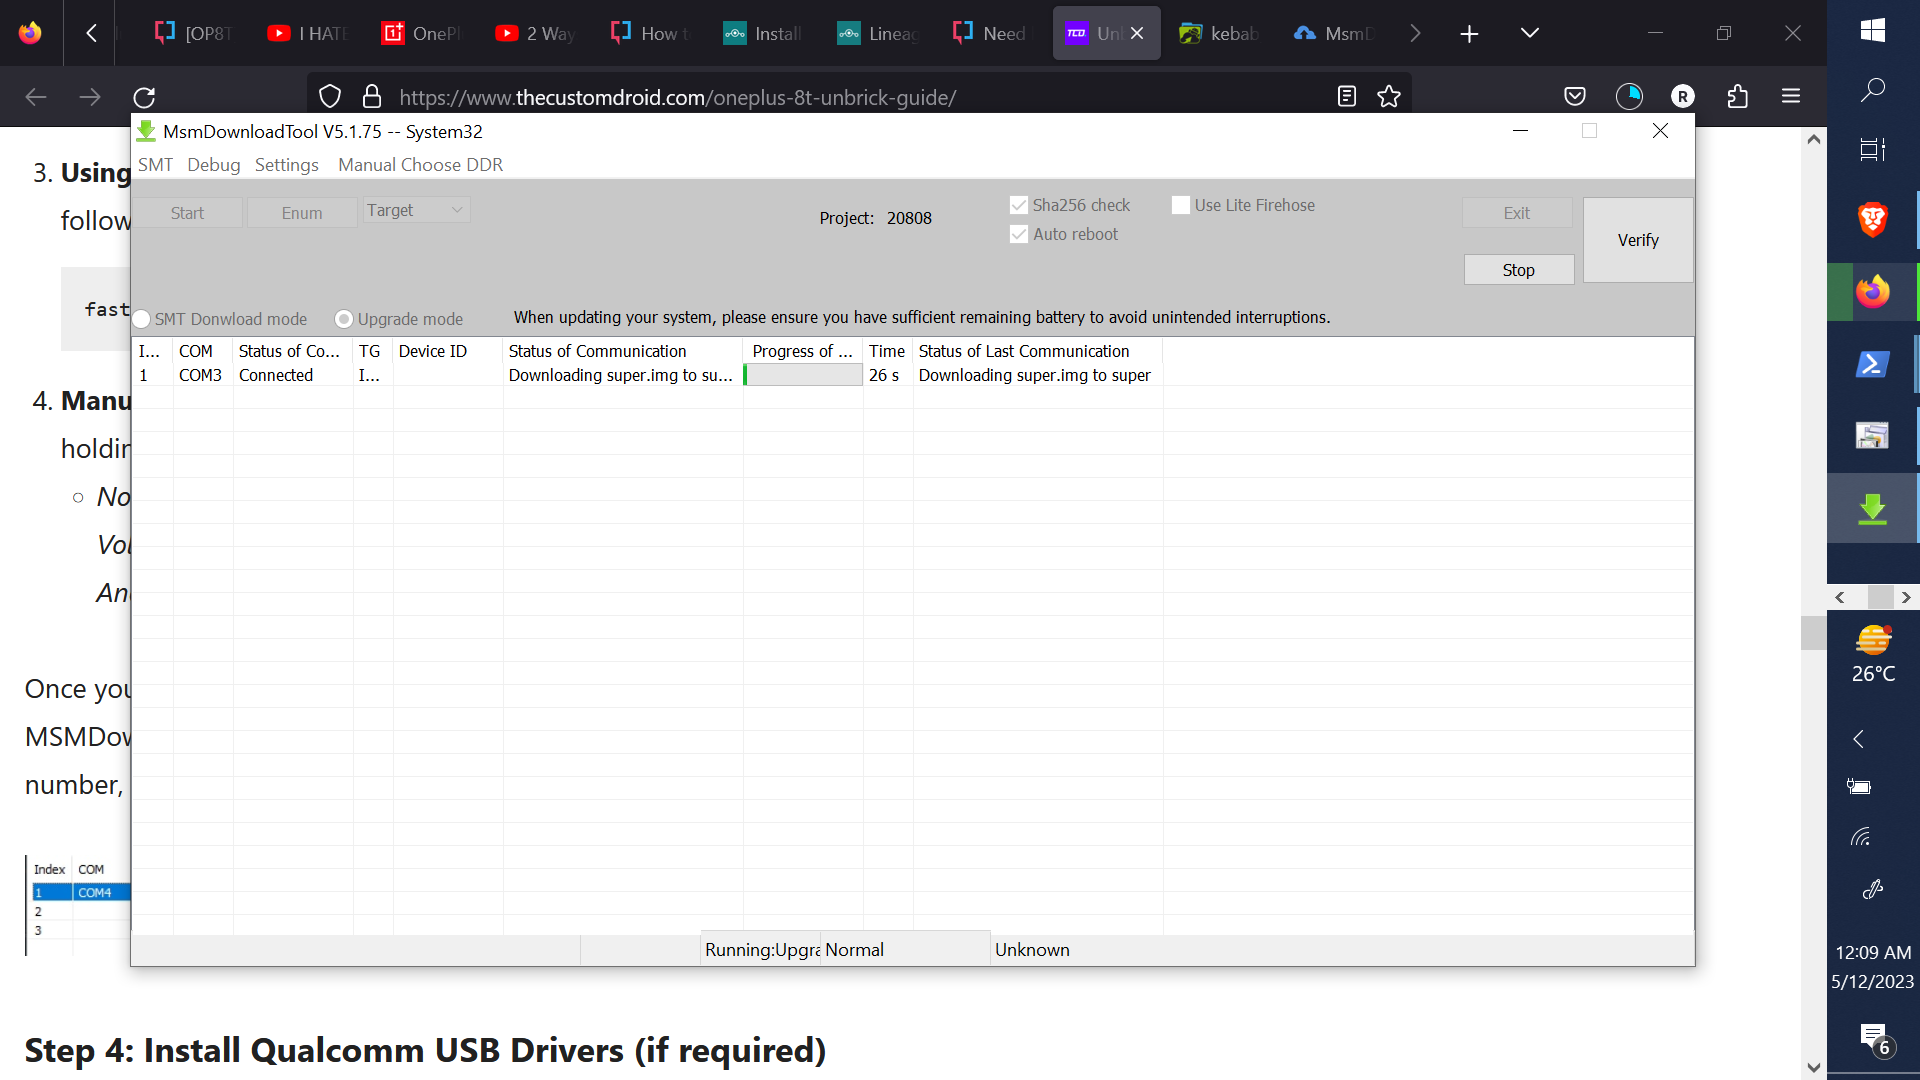 [OP8T
I HATE
OnePl
2 Way
How t
Install
Lineag
Need
Unl
kebab
MsmD
https://www.thecustomdroid.com/oneplus-8t-unbrick-guide/
R
MsmDownloadTool V5.1.75 -- System32
SMT Debug Settings Manual Choose DDR
Start Enum Target
Project: 20808
Sha256 check
Auto reboot
Use Lite Firehose
Exit
Stop
Verify
SMT Donwload mode Upgrade mode When updating your system, please ensure you have sufficient remaining battery to avoid unintended interruptions.
I... COM Status of Co... TG Device ID Status of Communication Progress of ... Time Status of Last Communication
1 COM3 Connected I... Downloading super.img to su... 26 s Downloading super.img to super
Running:Upgra Normal Unknown
3. Using
follow
fast
4. Manu
holdin
No
Vol
And
Once you
MSMDow
number,
Index COM
1 COM4
2
3
Step 4: Install Qualcomm USB Drivers (if required)
26°C
12:09 AM
5/12/2023
6